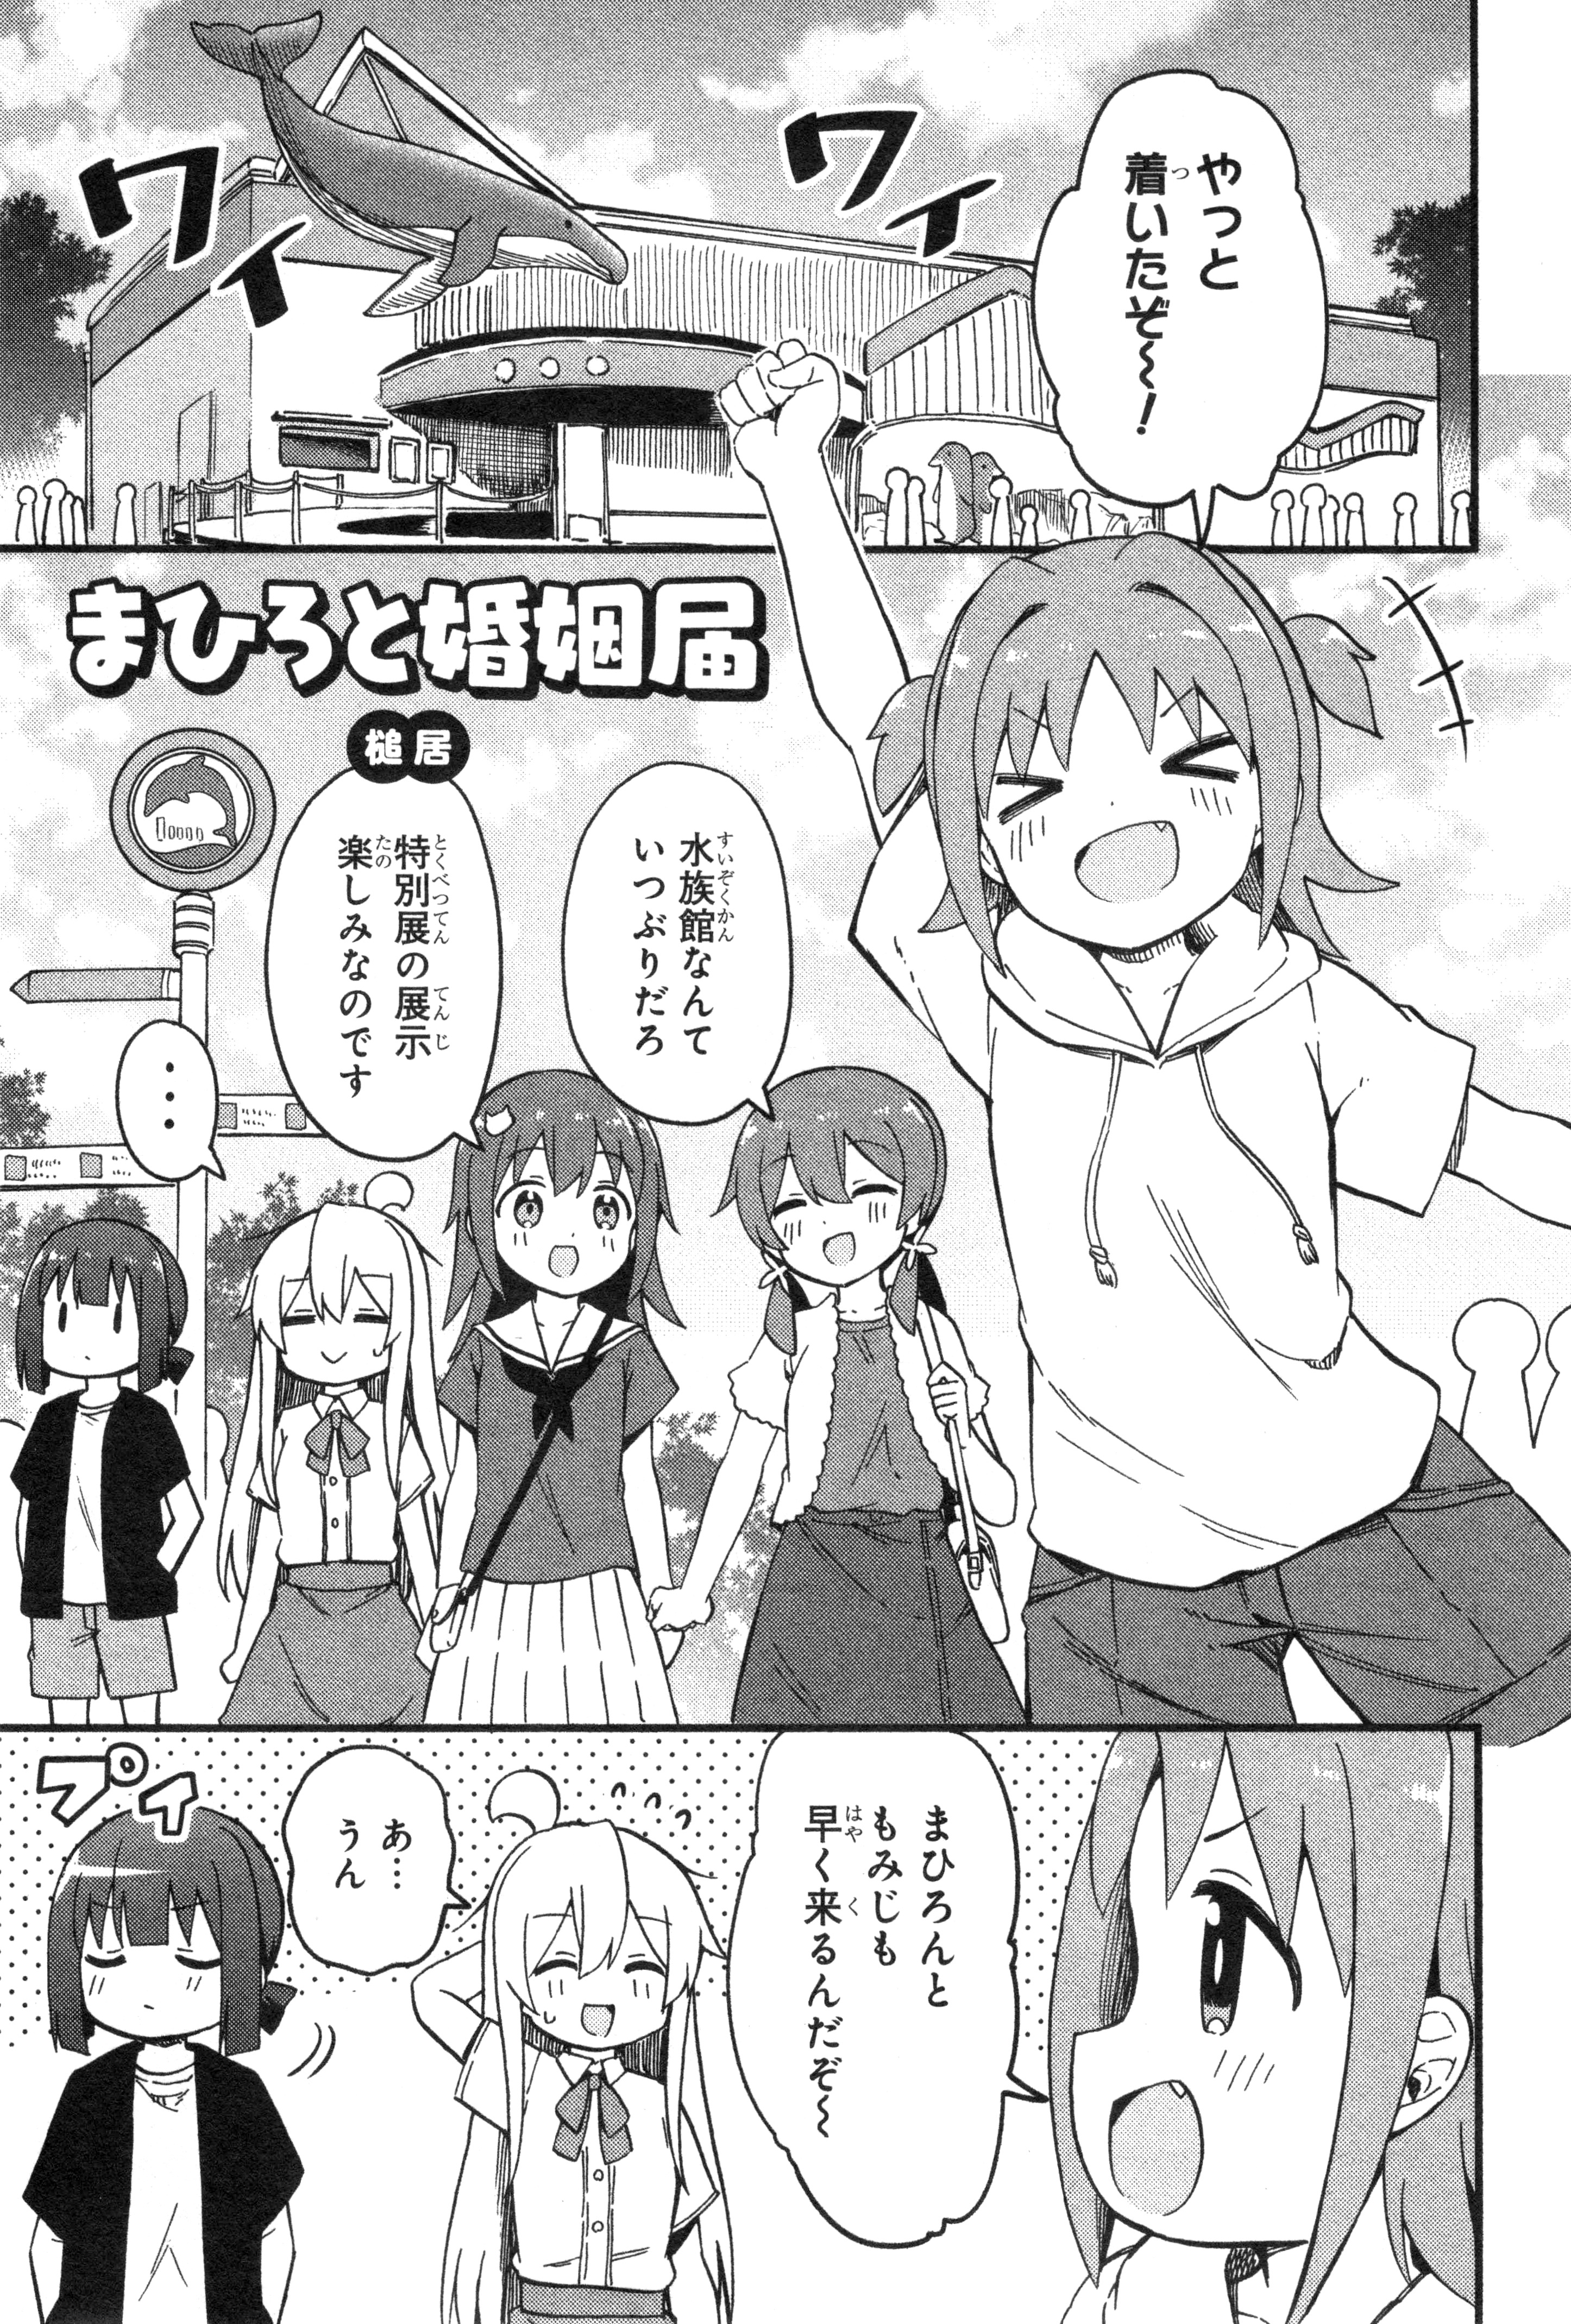 やっと
着いたぞ～！
ワイ
ワイ
まひろと婚姻届
槌居
水族館なんて
いつぶりだろ
特別展の展示
楽しみなのです
…
まひろんと
もみじも
早く来るんだぞ～
あ…
うん
プイ